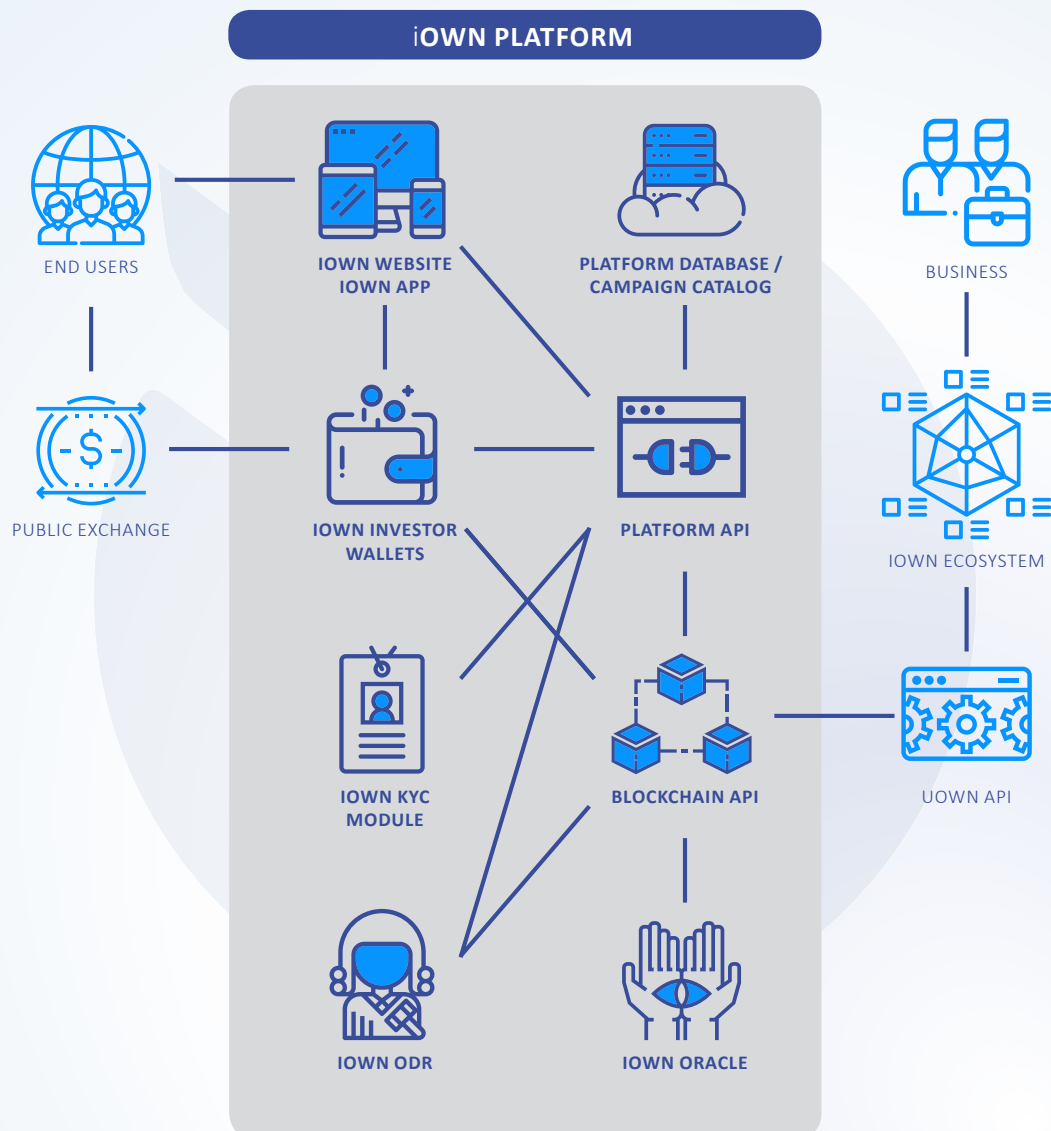 iOWN PLATFORM
END USERS
IOWN WEBSITE
IOWN APP
PLATFORM DATABASE /
CAMPAIGN CATALOG
BUSINESS
$
PUBLIC EXCHANGE
IOWN INVESTOR
WALLETS
PLATFORM API
IOWN ECOSYSTEM
IOWN KYC
MODULE
BLOCKCHAIN API
UOWN API
IOWN ODR
IOWN ORACLE